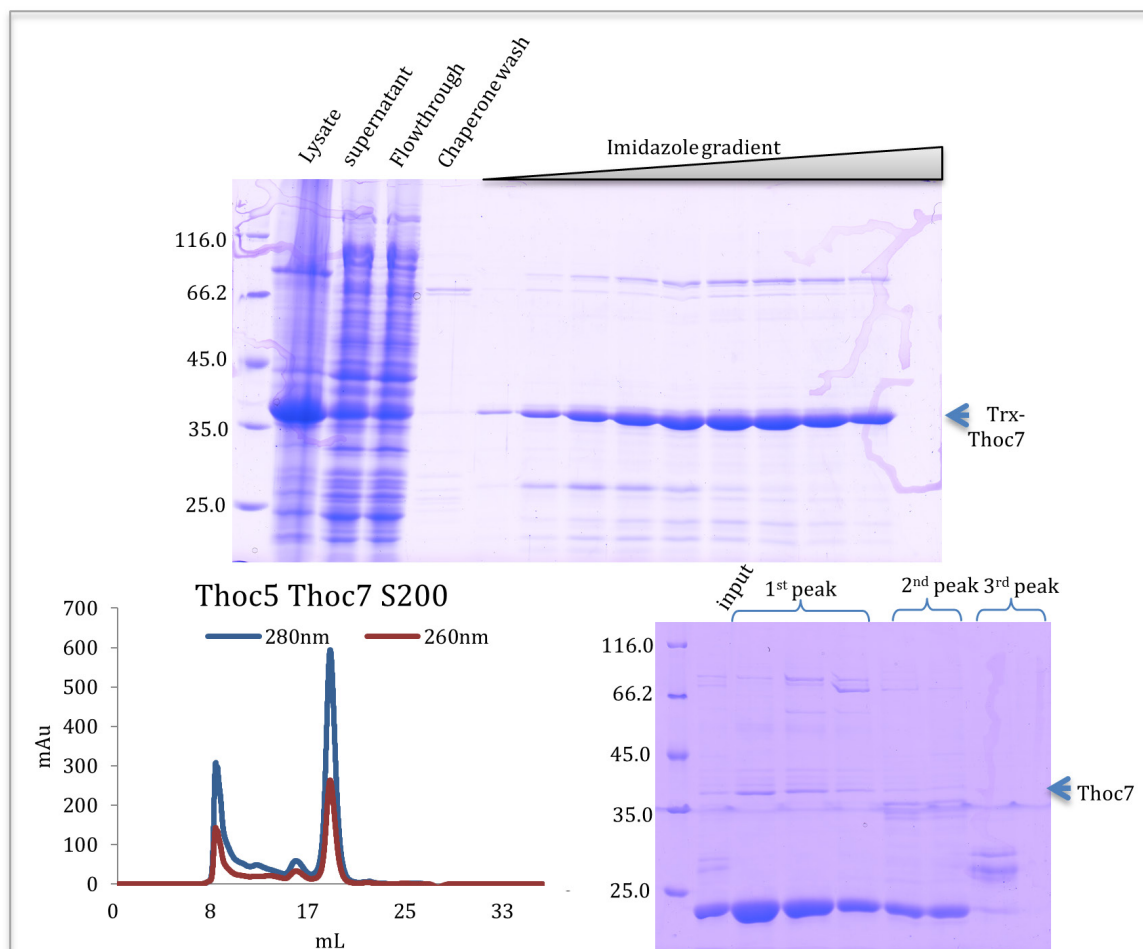 Lysate
supernatant
Flowthrough
Chaperone wash
Imidazole gradient
116.0
66.2
45.0
35.0
25.0
Trx-
Thoc7
Thoc5 Thoc7 S200
280nm
260nm
700
600
500
400
300
200
100
0
mAu
0
8
17
25
33
mL
input
1st peak
2nd peak
3rd peak
116.0
66.2
45.0
35.0
25.0
Thoc7